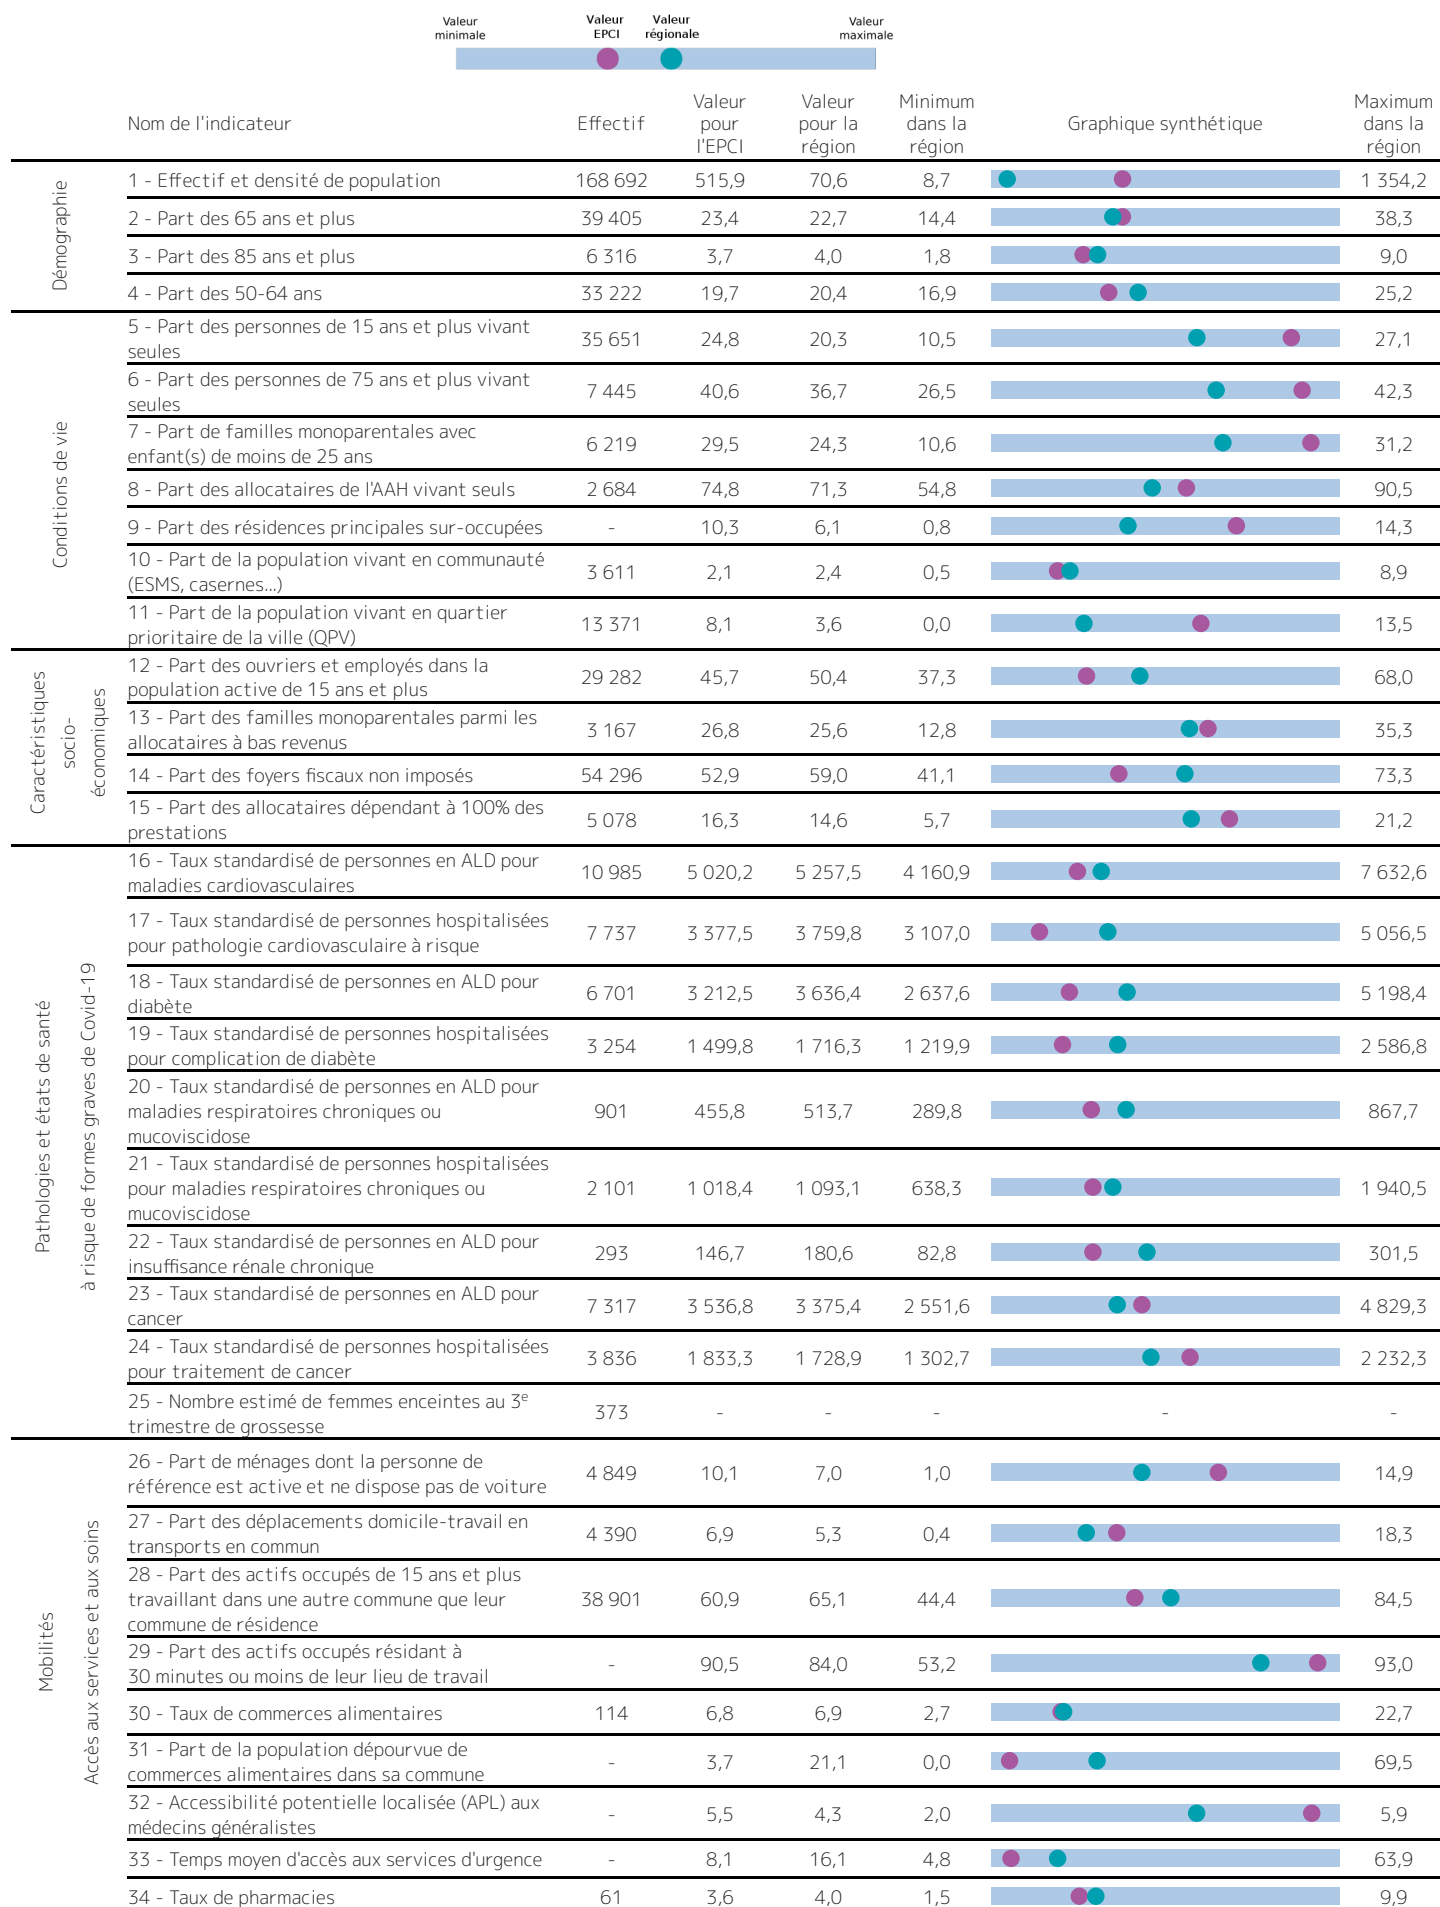 Valeur minimale
Valeur EPCI
Valeur régionale
Valeur maximale
Nom de l'indicateur
Effectif
Valeur pour l'EPCI
Valeur pour la région
Minimum dans la région
Graphique synthétique
Maximum dans la région
Démographie
1 - Effectif et densité de population 168 692 515,9 70,6 8,7 1 354,2
2 - Part des 65 ans et plus 39 405 23,4 22,7 14,4 38,3
3 - Part des 85 ans et plus 6 316 3,7 4,0 1,8 9,0
4 - Part des 50-64 ans 33 222 19,7 20,4 16,9 25,2
Conditions de vie
5 - Part des personnes de 15 ans et plus vivant
seules 35 651 24,8 20,3 10,5 27,1
6 - Part des personnes de 75 ans et plus vivant
seules 7 445 40,6 36,7 26,5 42,3
7 - Part de familles monoparentales avec
enfant(s) de moins de 25 ans 6 219 29,5 24,3 10,6 31,2
8 - Part des allocataires de l'AAH vivant seuls 2 684 74,8 71,3 54,8 90,5
9 - Part des résidences principales sur-occupées - 10,3 6,1 0,8 14,3
10 - Part de la population vivant en communauté
(ESMS, casernes...) 3 611 2,1 2,4 0,5 8,9
11 - Part de la population vivant en quartier
prioritaire de la ville (QPV) 13 371 8,1 3,6 0,0 13,5
Caractéristiques
socio-
économiques
12 - Part des ouvriers et employés dans la
population active de 15 ans et plus 29 282 45,7 50,4 37,3 68,0
13 - Part des familles monoparentales parmi les
allocataires à bas revenus 3 167 26,8 25,6 12,8 35,3
14 - Part des foyers fiscaux non imposés 54 296 52,9 59,0 41,1 73,3
15 - Part des allocataires dépendant à 100% des
prestations 5 078 16,3 14,6 5,7 21,2
Pathologies et états de santé
à risque de formes graves de Covid-19
16 - Taux standardisé de personnes en ALD pour
maladies cardiovasculaires 10 985 5 020,2 5 257,5 4 160,9 7 632,6
17 - Taux standardisé de personnes hospitalisées
pour pathologie cardiovasculaire à risque 7 737 3 377,5 3 759,8 3 107,0 5 056,5
18 - Taux standardisé de personnes en ALD pour
diabète 6 701 3 212,5 3 636,4 2 637,6 5 198,4
19 - Taux standardisé de personnes hospitalisées
pour complication de diabète 3 254 1 499,8 1 716,3 1 219,9 2 586,8
20 - Taux standardisé de personnes en ALD pour
maladies respiratoires chroniques ou
mucoviscidose 901 455,8 513,7 289,8 867,7
21 - Taux standardisé de personnes hospitalisées
pour maladies respiratoires chroniques ou
mucoviscidose 2 101 1 018,4 1 093,1 638,3 1 940,5
22 - Taux standardisé de personnes en ALD pour
insuffisance rénale chronique 293 146,7 180,6 82,8 301,5
23 - Taux standardisé de personnes en ALD pour
cancer 7 317 3 536,8 3 375,4 2 551,6 4 829,3
24 - Taux standardisé de personnes hospitalisées
pour traitement de cancer 3 836 1 833,3 1 728,9 1 302,7 2 232,3
25 - Nombre estimé de femmes enceintes au 3e
trimestre de grossesse 373 - - - - -
Mobilités
Accès aux services et aux soins
26 - Part de ménages dont la personne de
référence est active et ne dispose pas de voiture 4 849 10,1 7,0 1,0 14,9
27 - Part des déplacements domicile-travail en
transports en commun 4 390 6,9 5,3 0,4 18,3
28 - Part des actifs occupés de 15 ans et plus
travaillant dans une autre commune que leur
commune de résidence 38 901 60,9 65,1 44,4 84,5
29 - Part des actifs occupés résidant à
30 minutes ou moins de leur lieu de travail - 90,5 84,0 53,2 93,0
30 - Taux de commerces alimentaires 114 6,8 6,9 2,7 22,7
31 - Part de la population dépourvue de
commerces alimentaires dans sa commune - 3,7 21,1 0,0 69,5
32 - Accessibilité potentielle localisée (APL) aux
médecins généralistes - 5,5 4,3 2,0 5,9
33 - Temps moyen d'accès aux services d'urgence - 8,1 16,1 4,8 63,9
34 - Taux de pharmacies 61 3,6 4,0 1,5 9,9